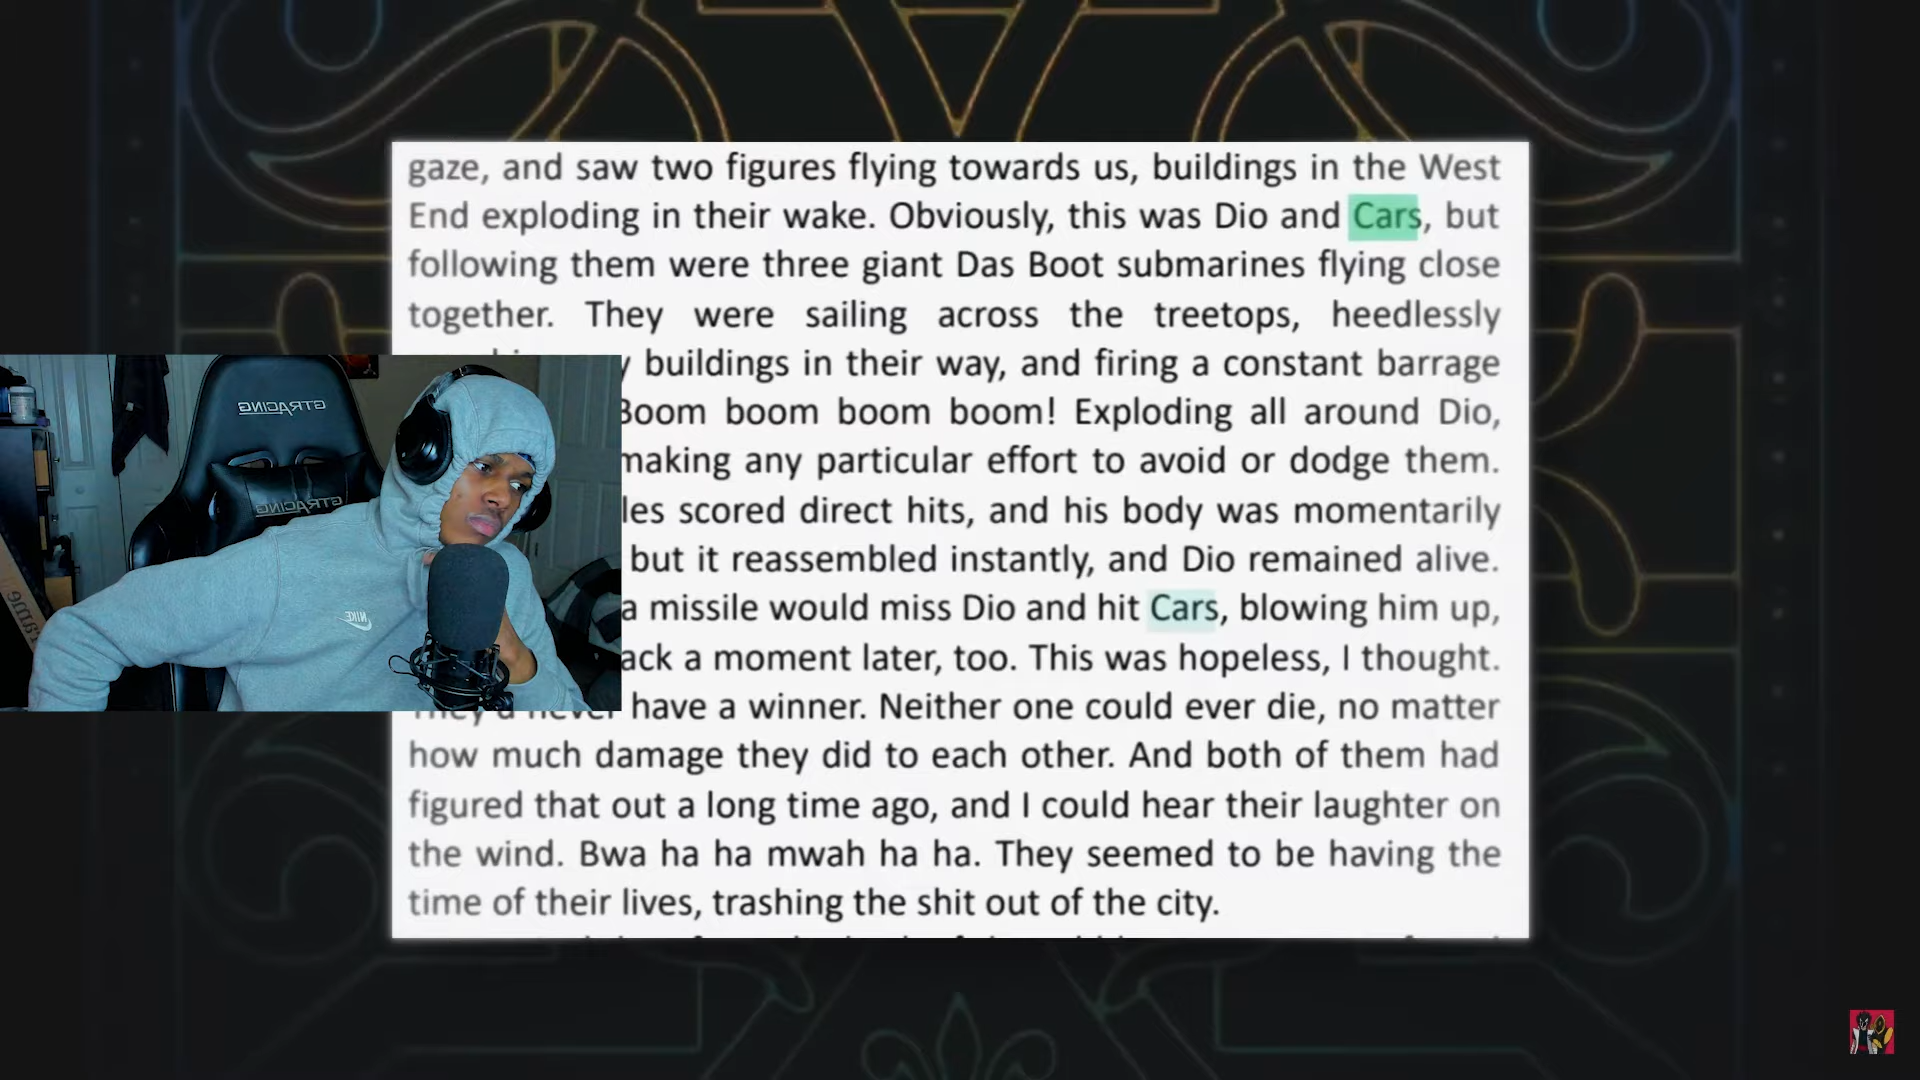 gaze, and saw two figures flying towards us, buildings in the West
End exploding in their wake. Obviously, this was Dio and Cars, but
following them were three giant Das Boot submarines flying close
together. They were sailing across the treetops, heedlessly
buildings in their way, and firing a constant barrage
Boom boom boom boom! Exploding all around Dio,
making any particular effort to avoid or dodge them.
scored direct hits, and his body was momentarily
but it reassembled instantly, and Dio remained alive.
a missile would miss Dio and hit Cars, blowing him up,
a moment later, too. This was hopeless, I thought.
have a winner. Neither one could ever die, no matter
how much damage they did to each other. And both of them had
figured that out a long time ago, and I could hear their laughter on
the wind. Bwa ha ha mwah ha ha. They seemed to be having the
time of their lives, trashing the shit out of the city.
GTRACING
GTRACING
NIKE